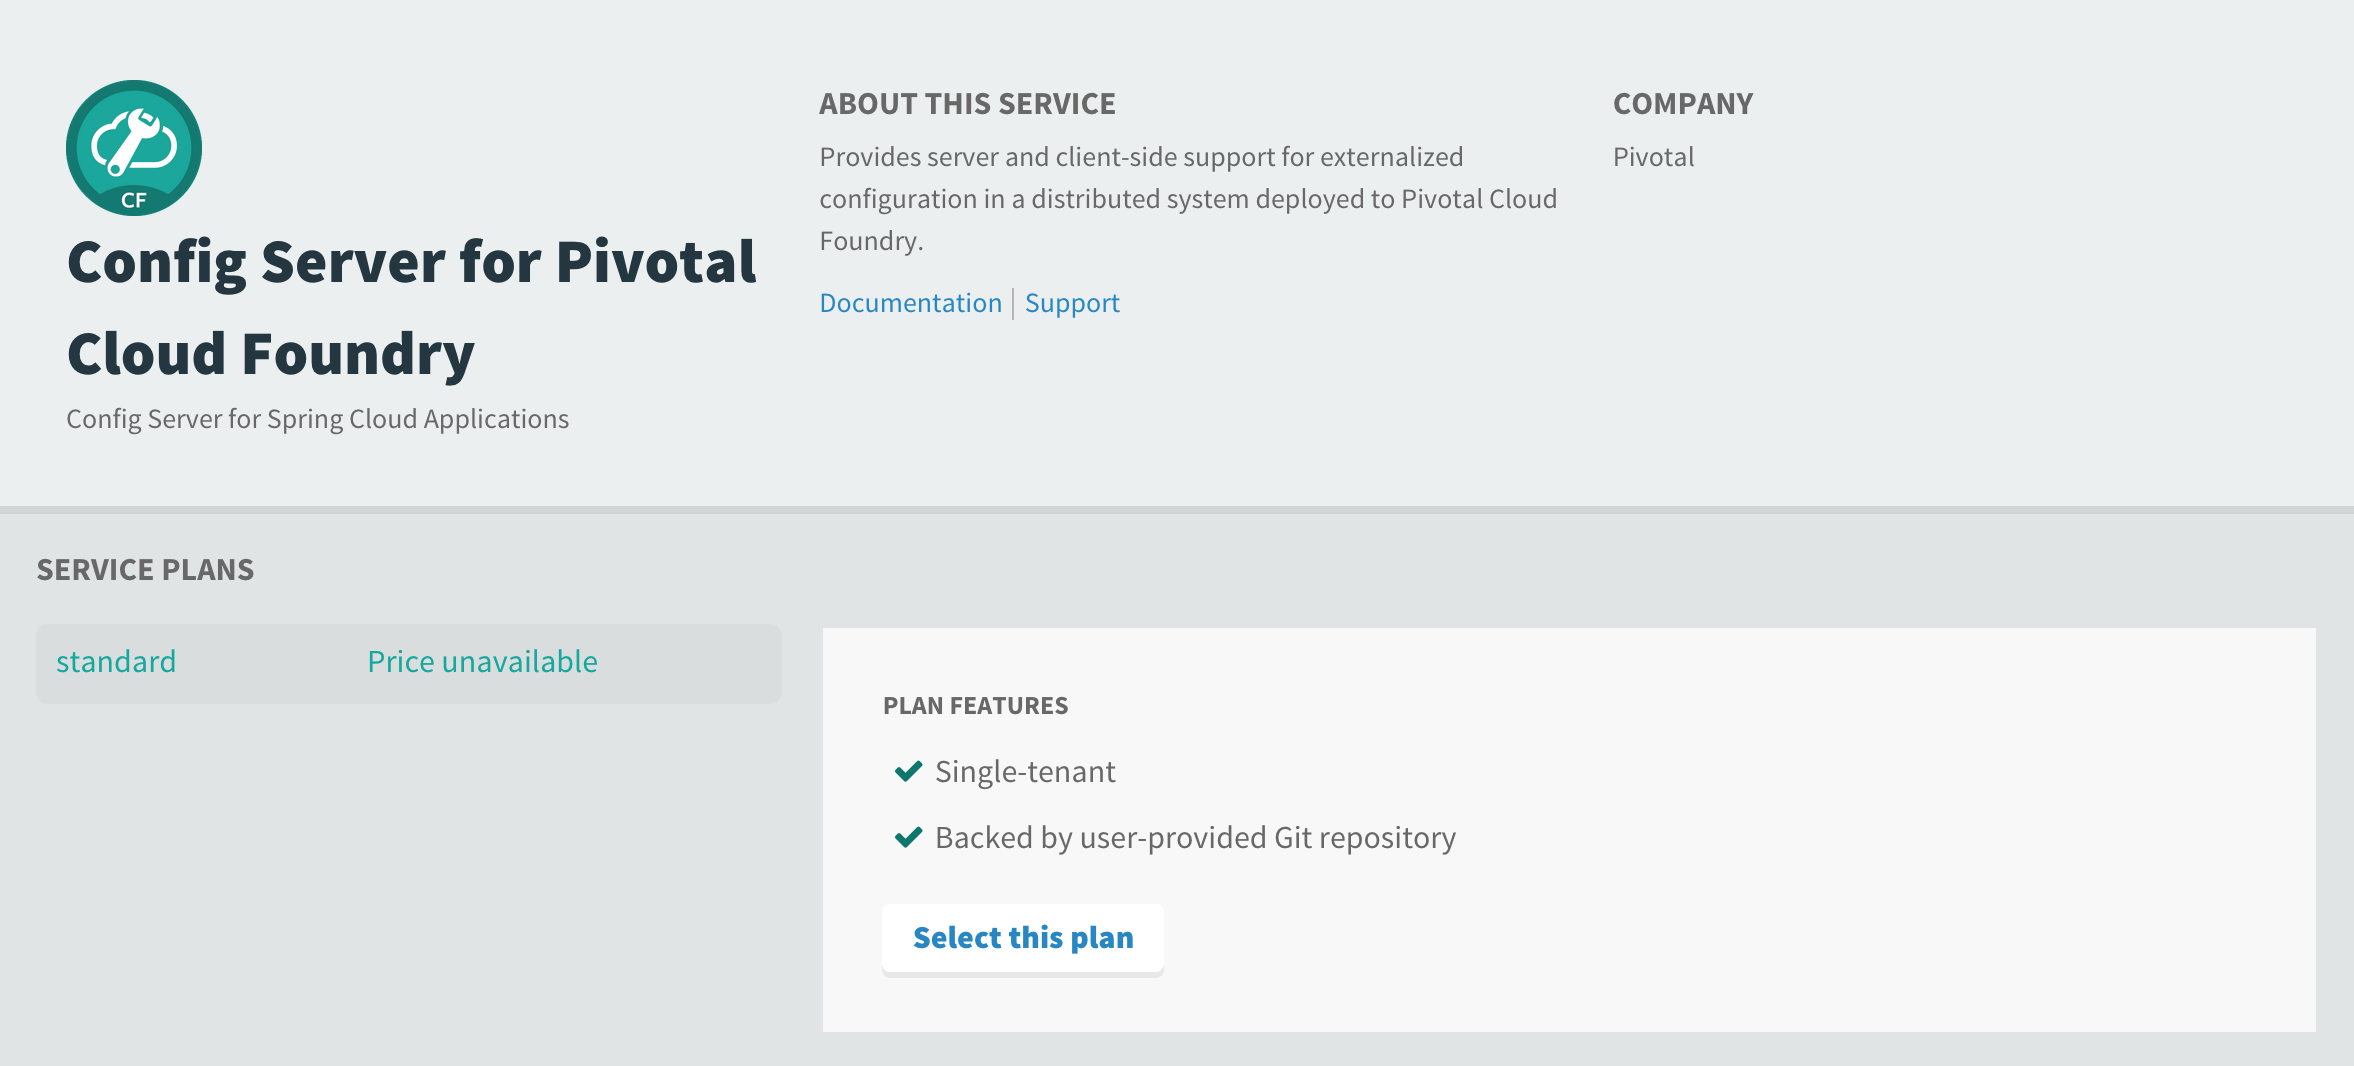 CF
Config Server for Pivotal
Cloud Foundry
Config Server for Spring Cloud Applications
ABOUT THIS SERVICE
Provides server and client-side support for externalized
configuration in a distributed system deployed to Pivotal Cloud
Foundry.
Documentation | Support
COMPANY
Pivotal
SERVICE PLANS
standard Price unavailable
PLAN FEATURES
Single-tenant
Backed by user-provided Git repository
Select this plan